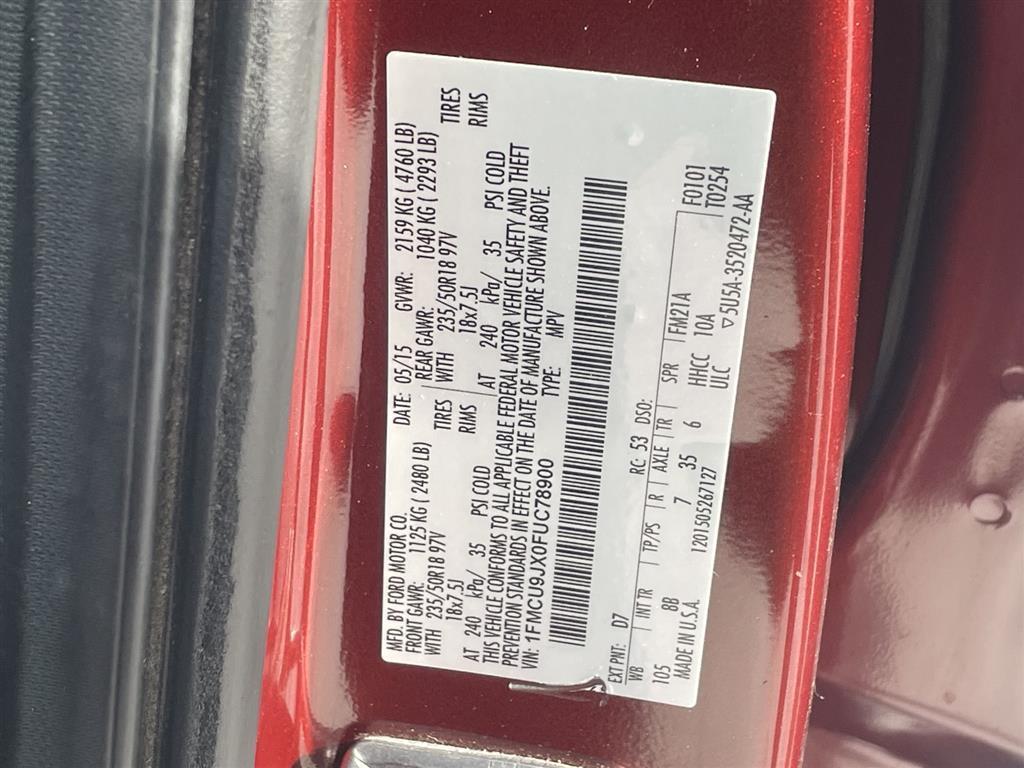 MFD. BY FORD MOTOR CO.
DATE: 05/15 GVWR: 2159 KG ( 4760 LB)
FRONT GAWR: 1125 KG ( 2480 LB) REAR GAWR: 1040 KG ( 2293 LB)
WITH 235/50R18 97V TIRES WITH 235/50R18 97V TIRES
18x7.5J RIMS 18x7.5J RIMS
AT 240 kPa/ 35 PSI COLD AT 240 kPa/ 35 PSI COLD
THIS VEHICLE CONFORMS TO ALL APPLICABLE FEDERAL MOTOR VEHICLE SAFETY AND THEFT
PREVENTION STANDARDS IN EFFECT ON THE DATE OF MANUFACTURE SHOWN ABOVE.
VIN: 1FMCU9JX0FUC78900 TYPE: MPV
EXT PNT: D7 RC: 53 DSO: F0101
WB INT TR TP/PS R AXLE TR SPR FM21A T0254
105 8B 7 35 6 HHCC 10A
MADE IN U.S.A. 1201505267127 ULC ▽5U5A-3520472-AA